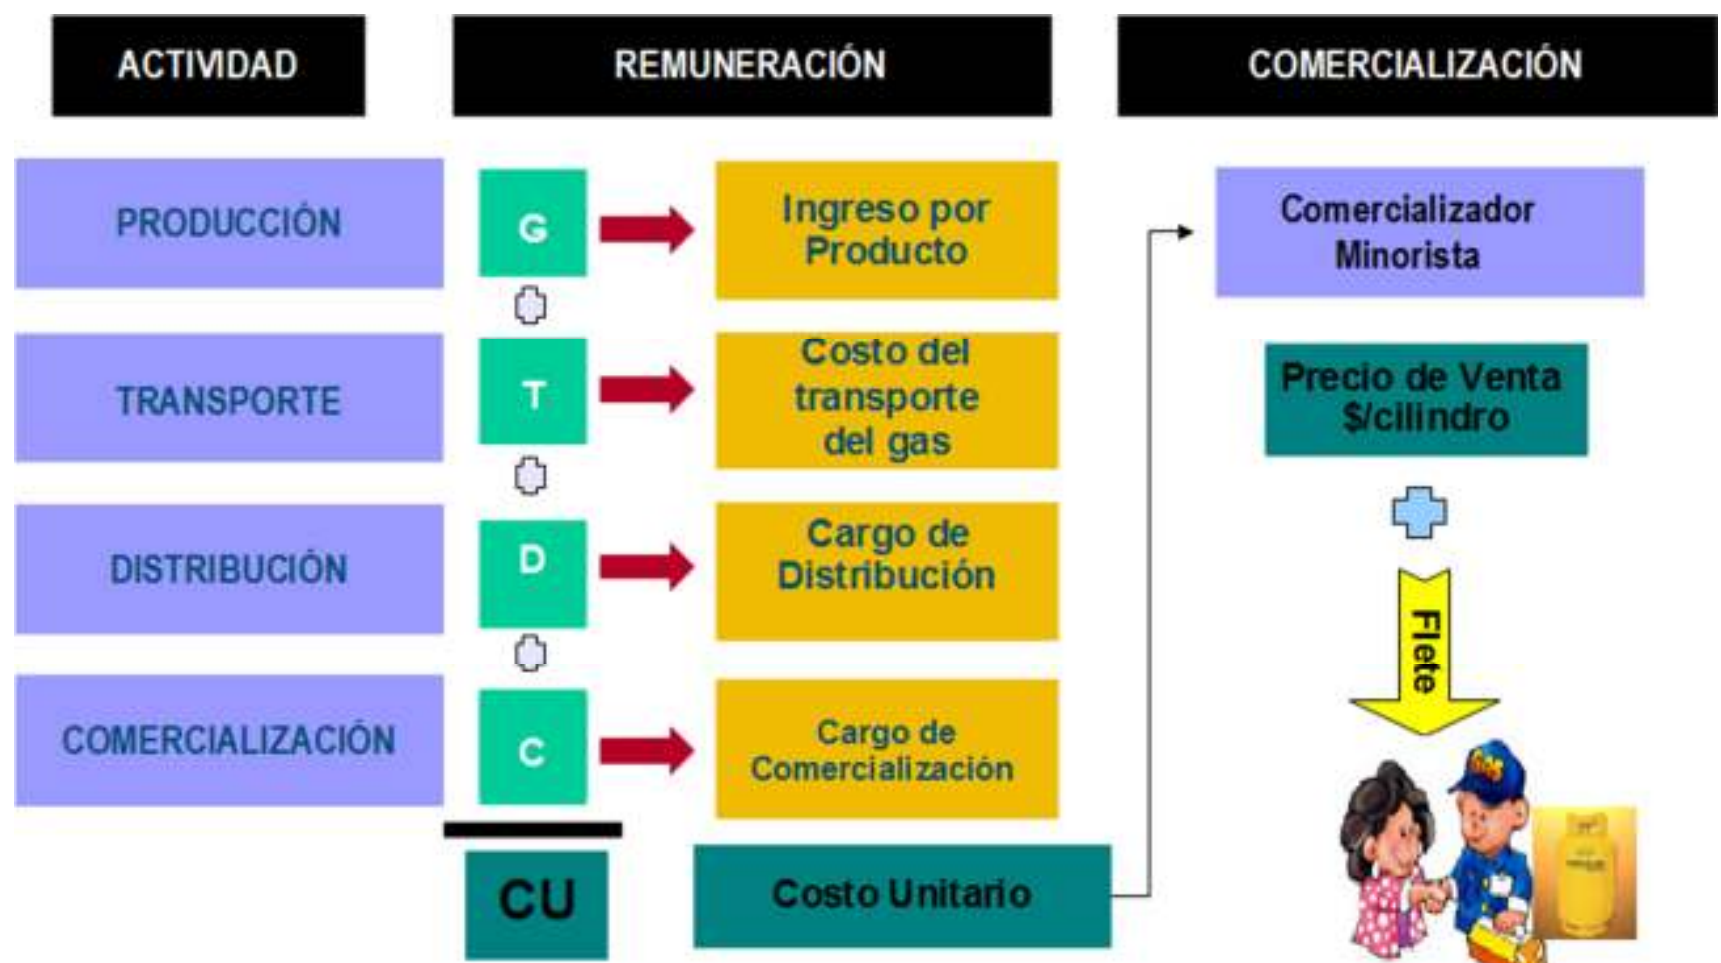 ACTIVIDAD
REMUNERACIÓN
COMERCIALIZACIÓN
PRODUCCIÓN
G
Ingreso por
Producto
TRANSPORTE
T
Costo del
transporte
del gas
DISTRIBUCIÓN
D
Cargo de
Distribución
COMERCIALIZACIÓN
C
Cargo de
Comercialización
CU
Costo Unitario
Comercializador
Minorista
Precio de Venta
$/cilindro
Flete
GAS